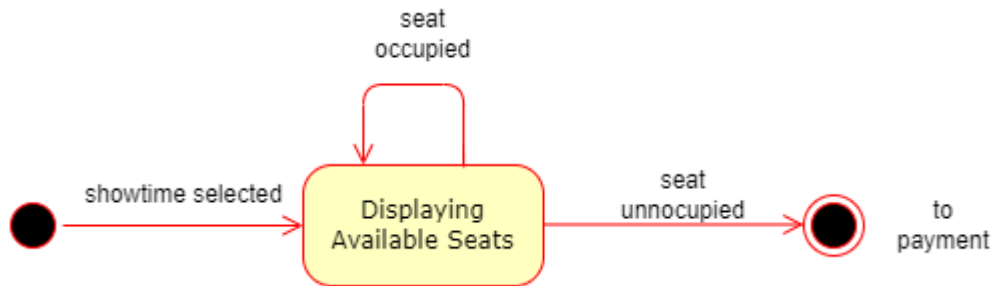 seat
occupied
showtime selected
Displaying
Available Seats
seat
unnocupied
to
payment